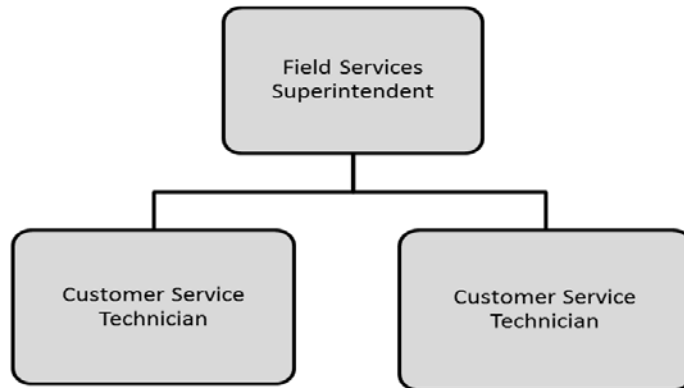 Field Services
Superintendent
Customer Service
Technician
Customer Service
Technician